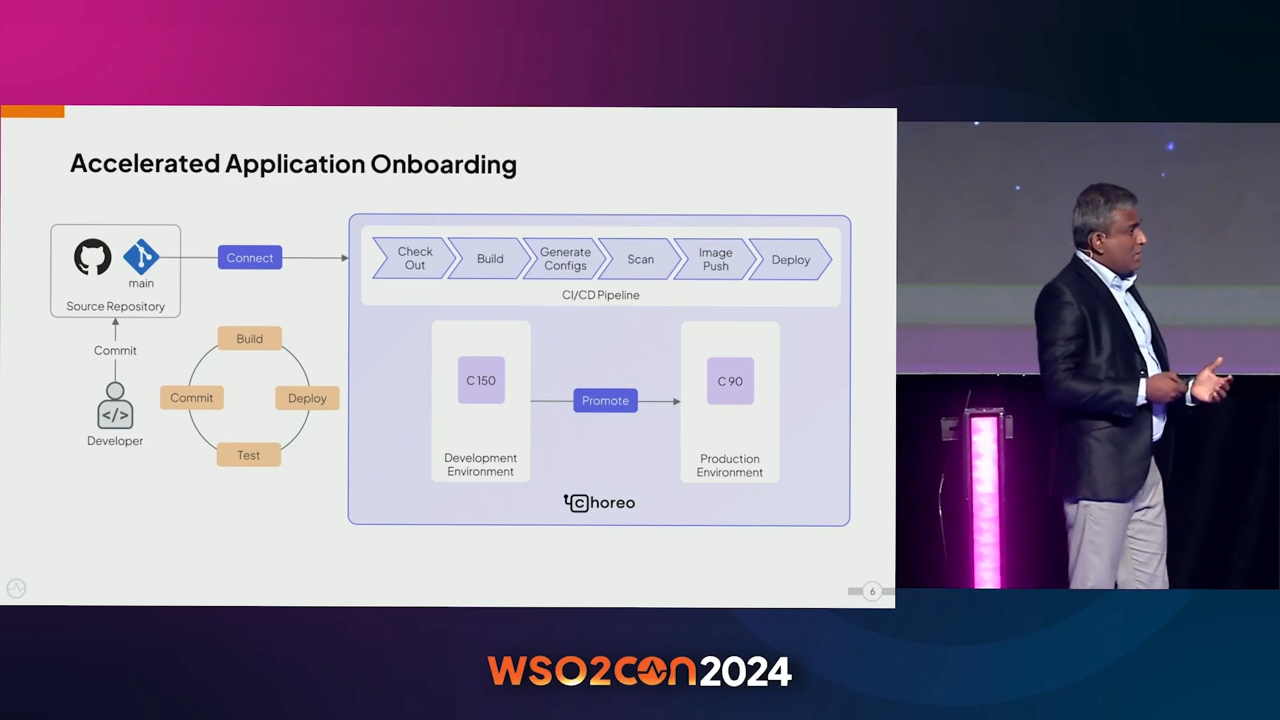 Accelerated Application Onboarding
main
Source Repository
Connect
Commit
</>
Developer
Build
Commit
Deploy
Test
Check
Out
Build
Generate
Configs
Scan
Image
Push
Deploy
CI/CD Pipeline
C 150
Development
Environment
Promote
C 90
Production
Environment
choreo
6
WSO2CON2024